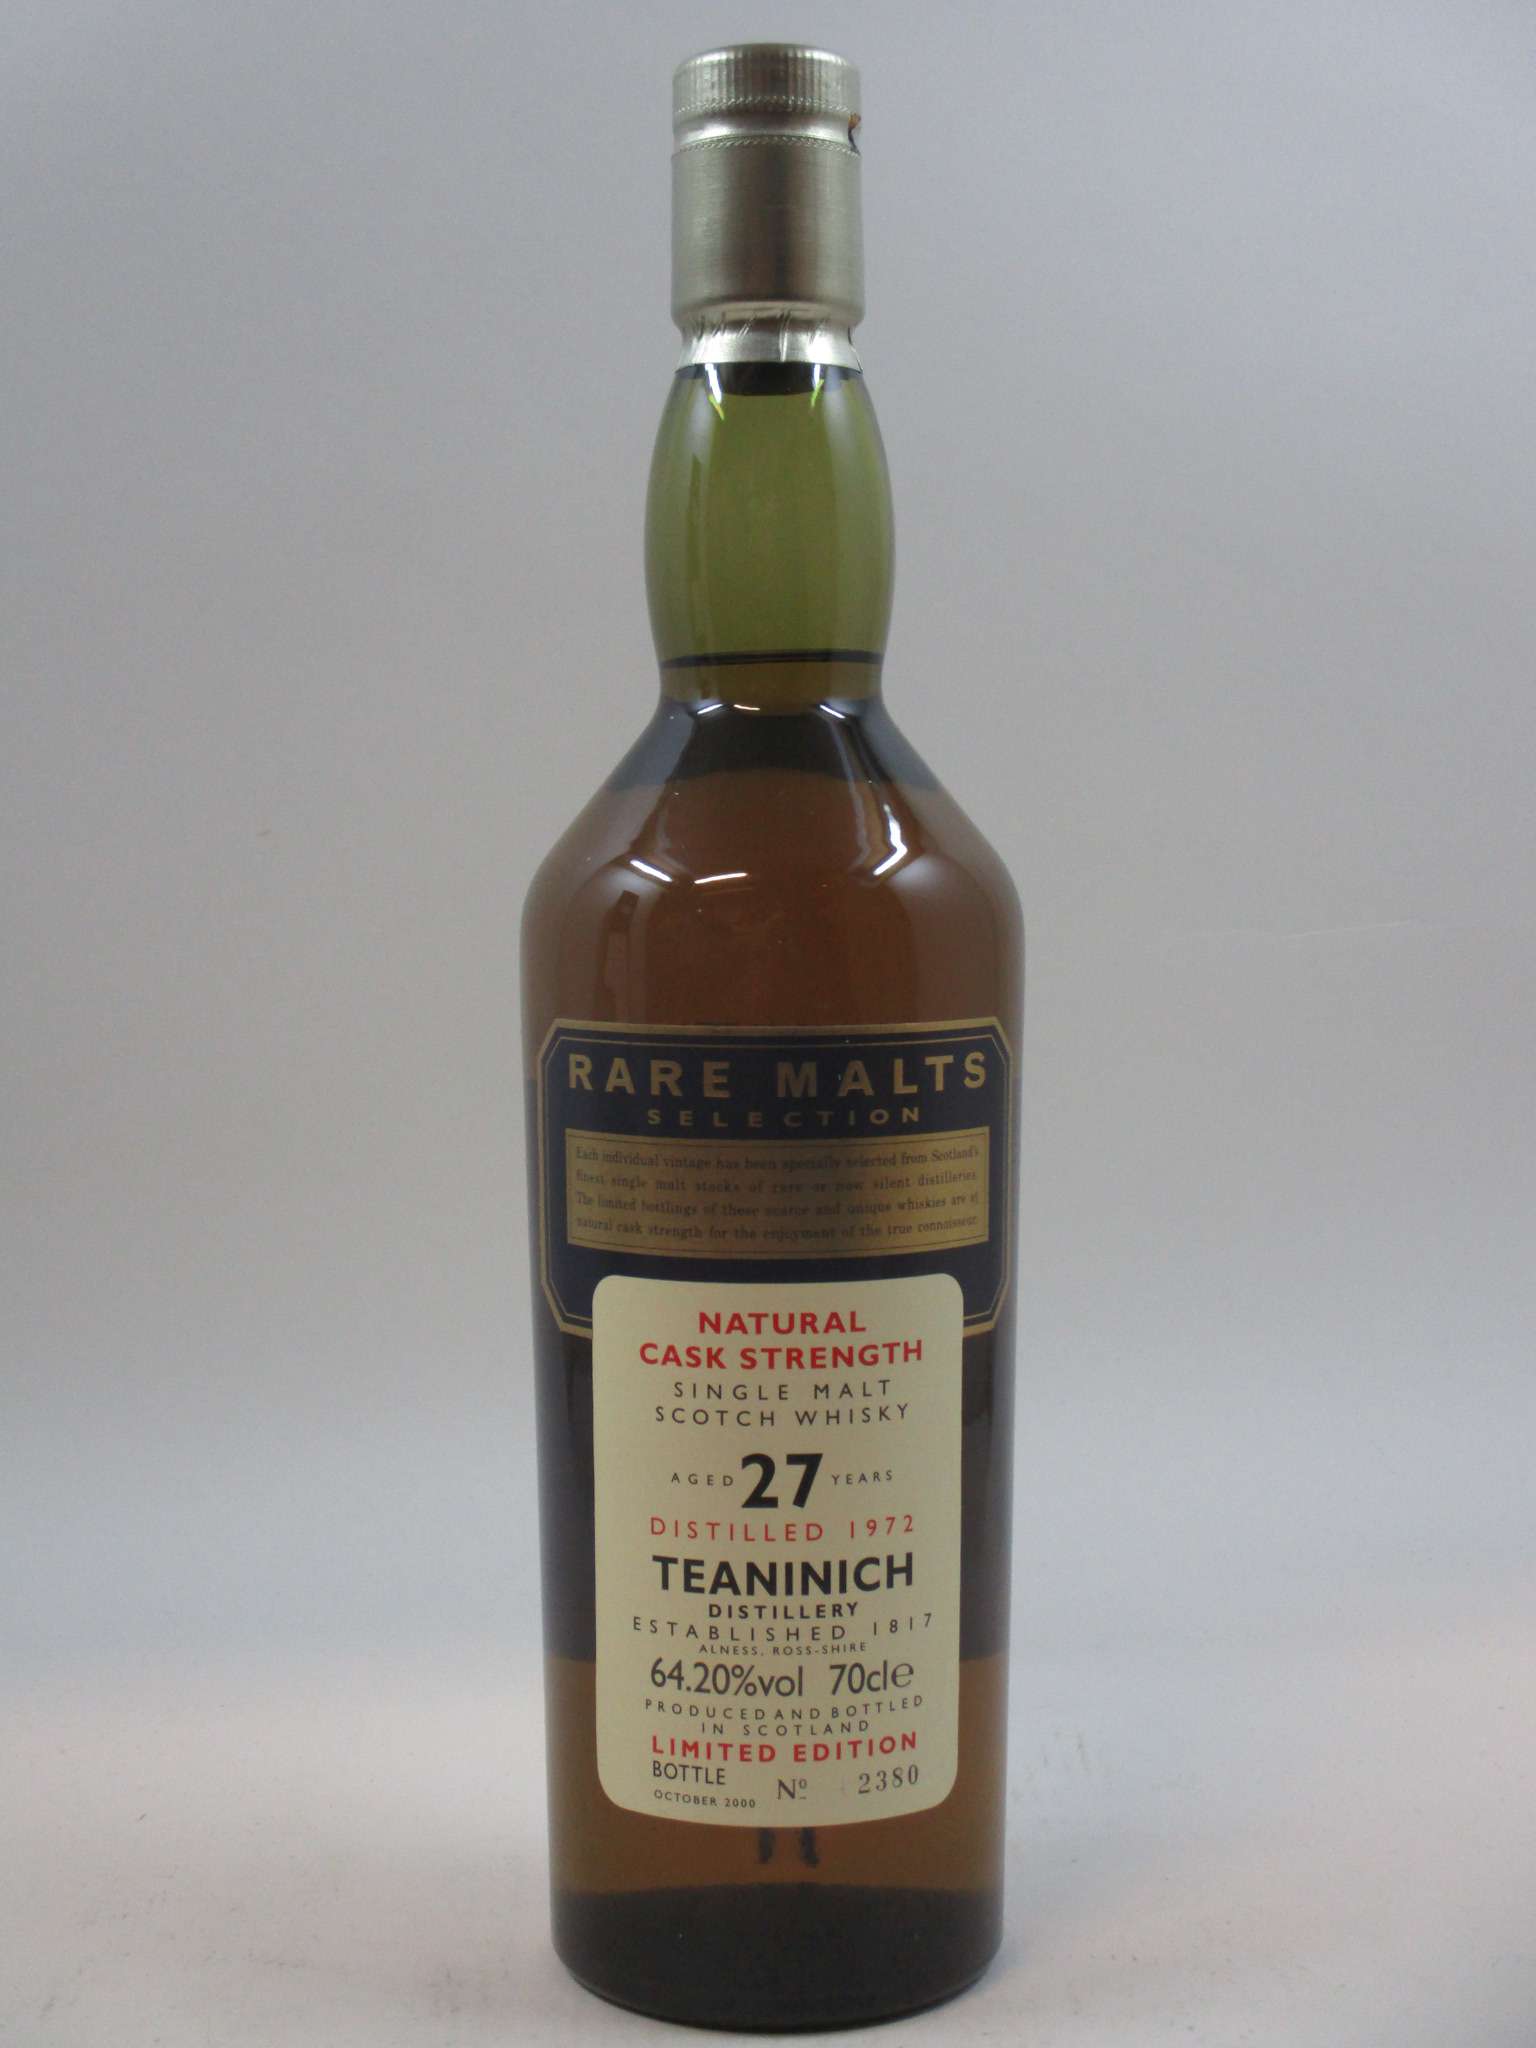 RARE MALTS
SELECTION
Each individual vintage has been specially selected from Scotland's
finest single malt stocks of rare or now silent distilleries.
The limited bottlings of these scarce and unique whiskies are at
natural cask strength for the enjoyment of the true connoisseur.
NATURAL
CASK STRENGTH
SINGLE MALT
SCOTCH WHISKY
AGED 27 YEARS
DISTILLED 1972
TEANINICH
DISTILLERY
ESTABLISHED 1817
ALNESS, ROSS-SHIRE
64.20%vol 70cl e
PRODUCED AND BOTTLED
IN SCOTLAND
LIMITED EDITION
BOTTLE Nº 2380
OCTOBER 2000